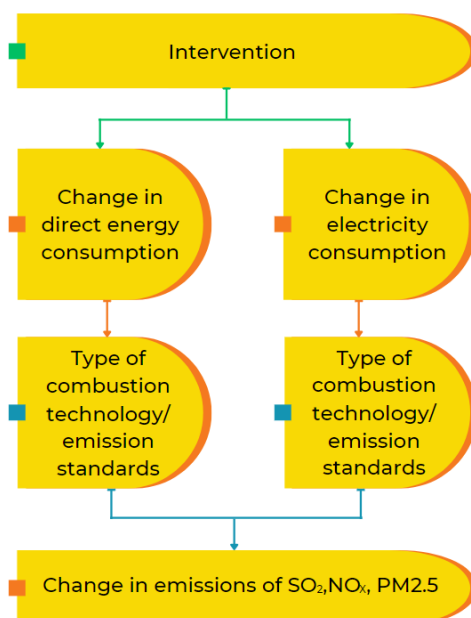 Intervention
Change in
direct energy
consumption
Change in
electricity
consumption
Type of
combustion
technology/
emission
standards
Type of
combustion
technology/
emission
standards
Change in emissions of SO₂,NOₓ, PM2.5